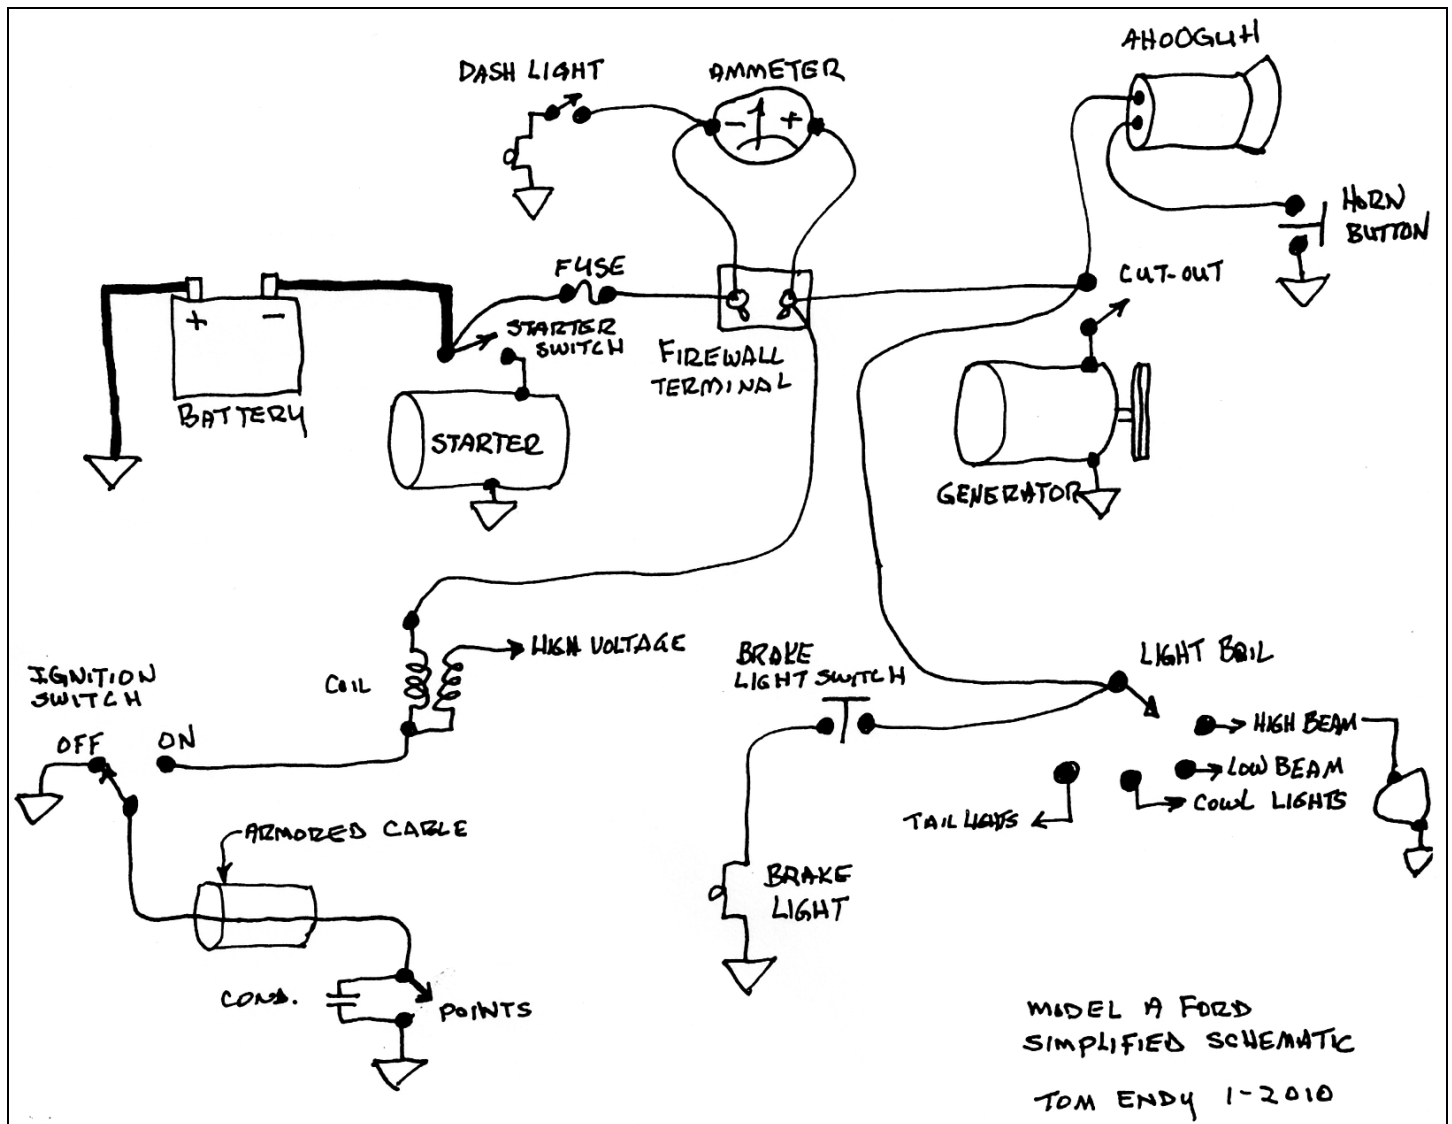 DASH LIGHT
AMMETER
AHOOGUH
- +
HORN
BUTTON
FUSE
CUT-OUT
+ -
STARTER
SWITCH
FIREWALL
TERMINAL
BATTERY
STARTER
GENERATOR
HIGH VOLTAGE
BRAKE
LIGHT SWITCH
LIGHT BAIL
IGNITION
SWITCH
COIL
OFF
ON
HIGH BEAM
LOW BEAM
COWL LIGHTS
TAIL LIGHTS
ARMORED CABLE
BRAKE
LIGHT
COND.
POINTS
MODEL A FORD
SIMPLIFIED SCHEMATIC
TOM ENDY 1-2010